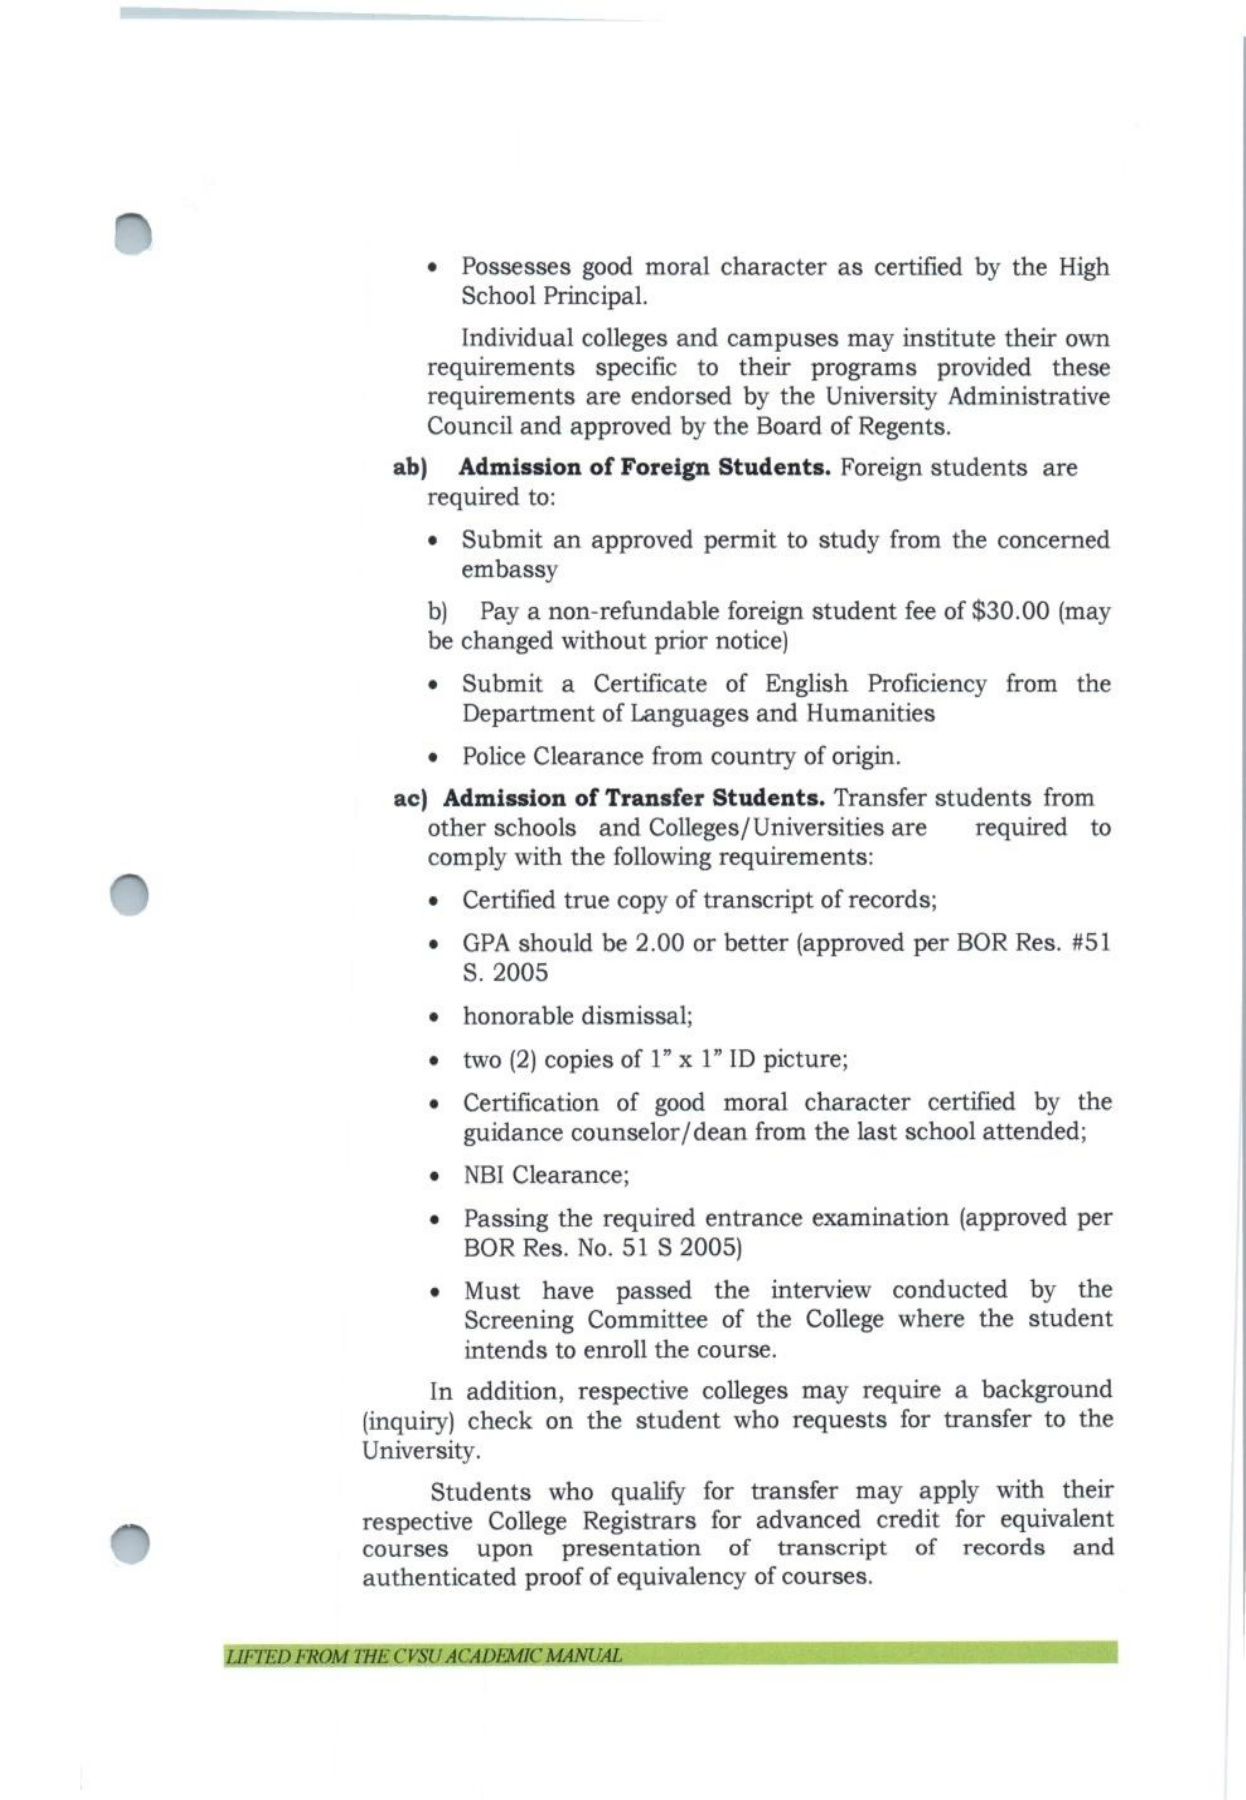 • Possesses good moral character as certified by the High
School Principal.
Individual colleges and campuses may institute their own
requirements specific to their programs provided these
requirements are endorsed by the University Administrative
Council and approved by the Board of Regents.
ab) Admission of Foreign Students. Foreign students are
required to:
• Submit an approved permit to study from the concerned
embassy
b) Pay a non-refundable foreign student fee of $30.00 (may
be changed without prior notice)
• Submit a Certificate of English Proficiency from the
Department of Languages and Humanities
• Police Clearance from country of origin.
ac) Admission of Transfer Students. Transfer students from
other schools and Colleges/Universities are required to
comply with the following requirements:
• Certified true copy of transcript of records;
• GPA should be 2.00 or better (approved per BOR Res. #51
S. 2005
• honorable dismissal;
• two (2) copies of 1” x 1” ID picture;
• Certification of good moral character certified by the
guidance counselor/dean from the last school attended;
• NBI Clearance;
• Passing the required entrance examination (approved per
BOR Res. No. 51 S 2005)
• Must have passed the interview conducted by the
Screening Committee of the College where the student
intends to enroll the course.
In addition, respective colleges may require a background
(inquiry) check on the student who requests for transfer to the
University.
Students who qualify for transfer may apply with their
respective College Registrars for advanced credit for equivalent
courses upon presentation of transcript of records and
authenticated proof of equivalency of courses.
LIFTED FROM THE CVSU ACADEMIC MANUAL